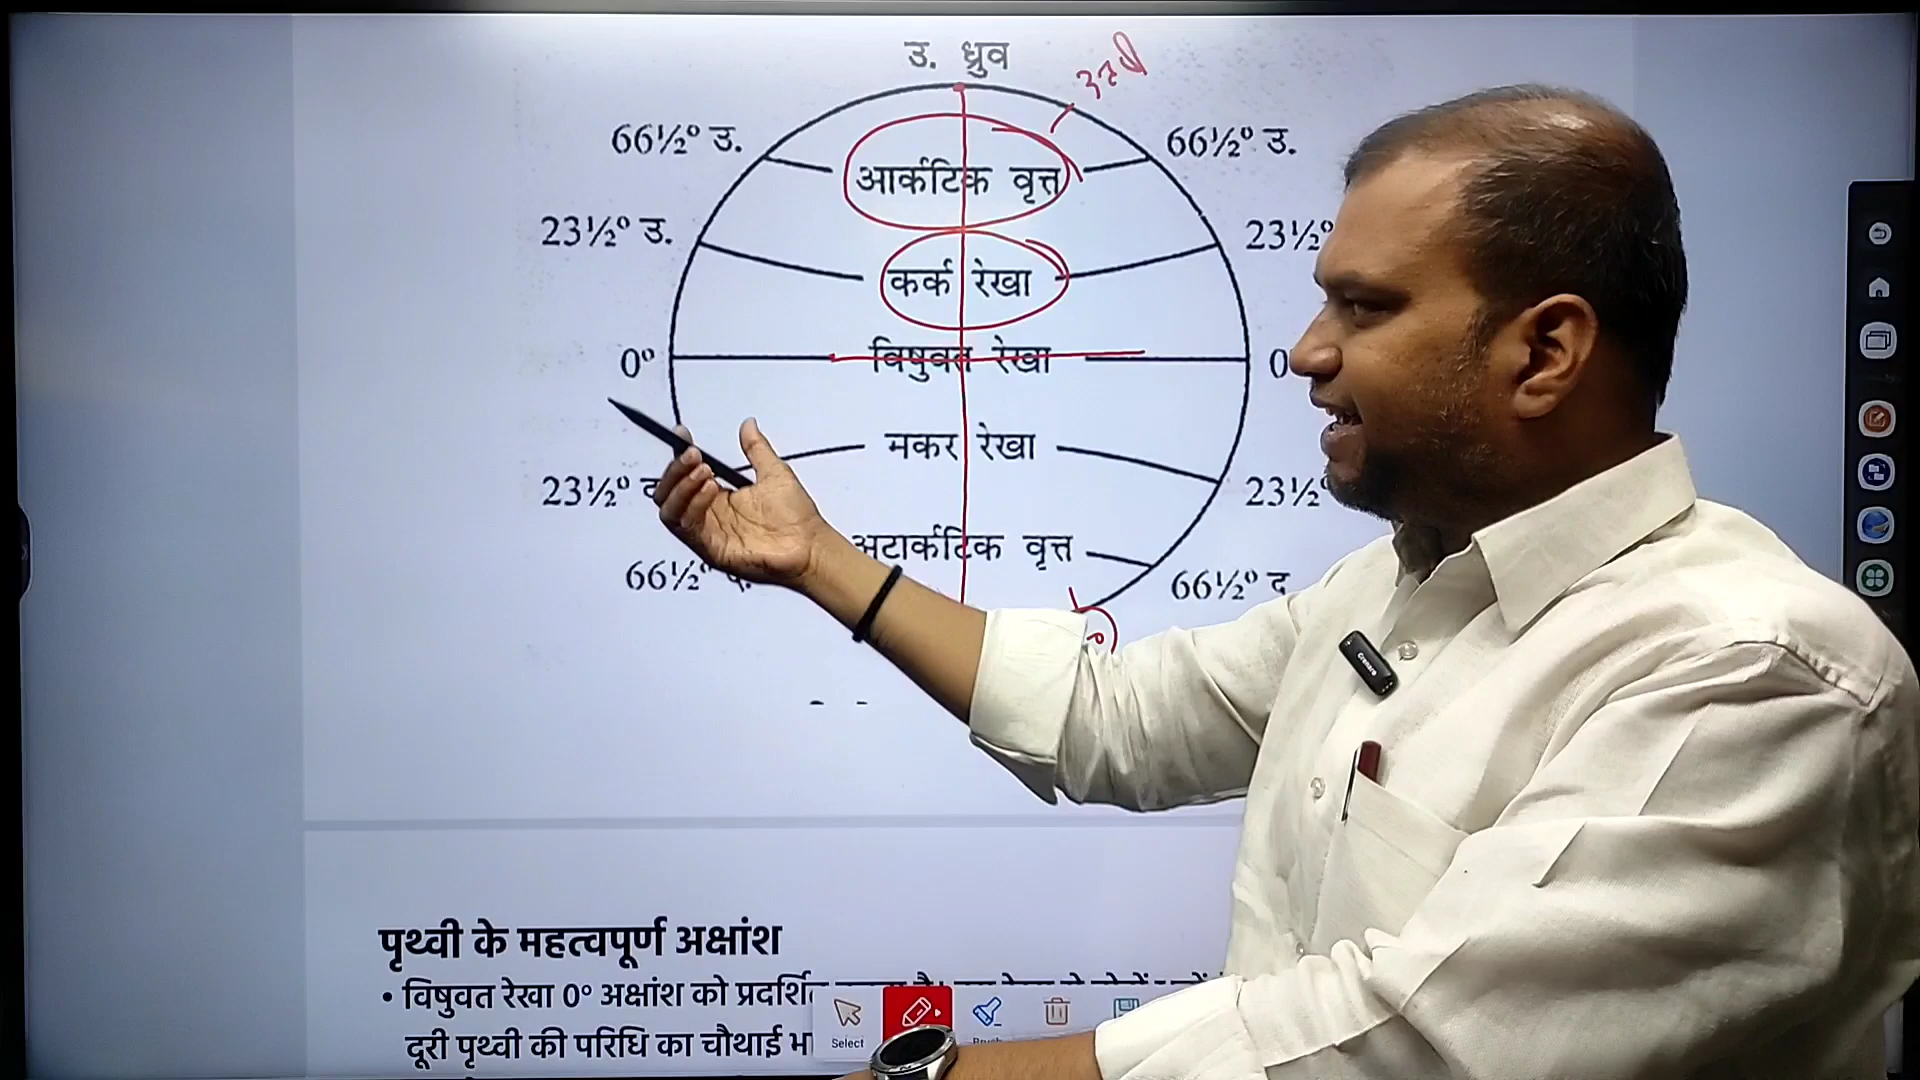 उ. ध्रुव
66½° उ. आर्कटिक वृत्त 66½° उ.
23½° उ. कर्क रेखा 23½°
0° विषुवत रेखा 0
23½° मकर रेखा 23½°
66½° अटार्कटिक वृत्त 66½° द
पृथ्वी के महत्वपूर्ण अक्षांश
• विषुवत रेखा 0° अक्षांश को
दूरी पृथ्वी की परिधि का चौथाई
Select